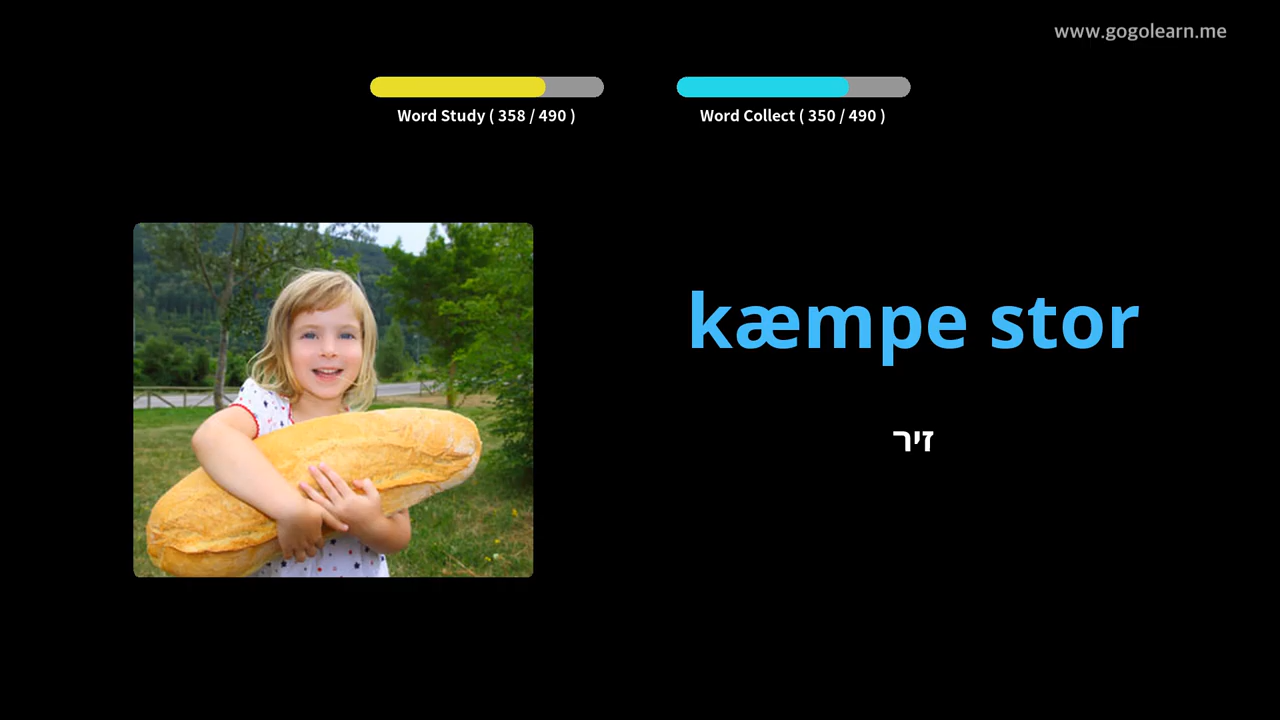 www.gogolearn.me
Word Study ( 358 / 490 )
Word Collect ( 350 / 490 )
kæmpe stor
זיר